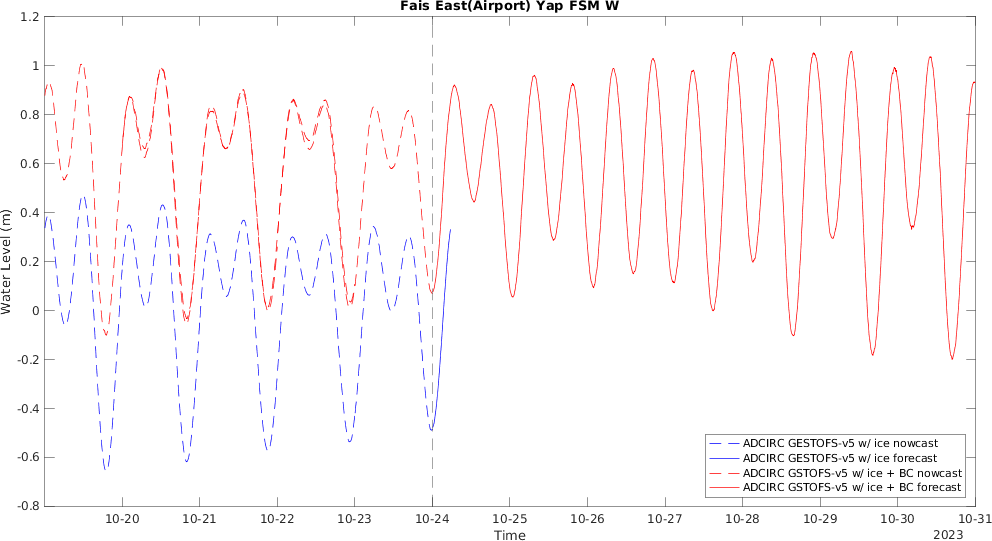 Fais East(Airport) Yap FSM W
1.2
1
0.8
0.6
0.4
0.2
0
-0.2
-0.4
-0.6
-0.8
Water Level (m)
ADCIRC GESTOFS-v5 w/ ice nowcast
ADCIRC GESTOFS-v5 w/ ice forecast
ADCIRC GSTOFS-v5 w/ ice + BC nowcast
ADCIRC GSTOFS-v5 w/ ice + BC forecast
10-20 10-21 10-22 10-23 10-24 10-25 10-26 10-27 10-28 10-29 10-30 10-31
Time
2023